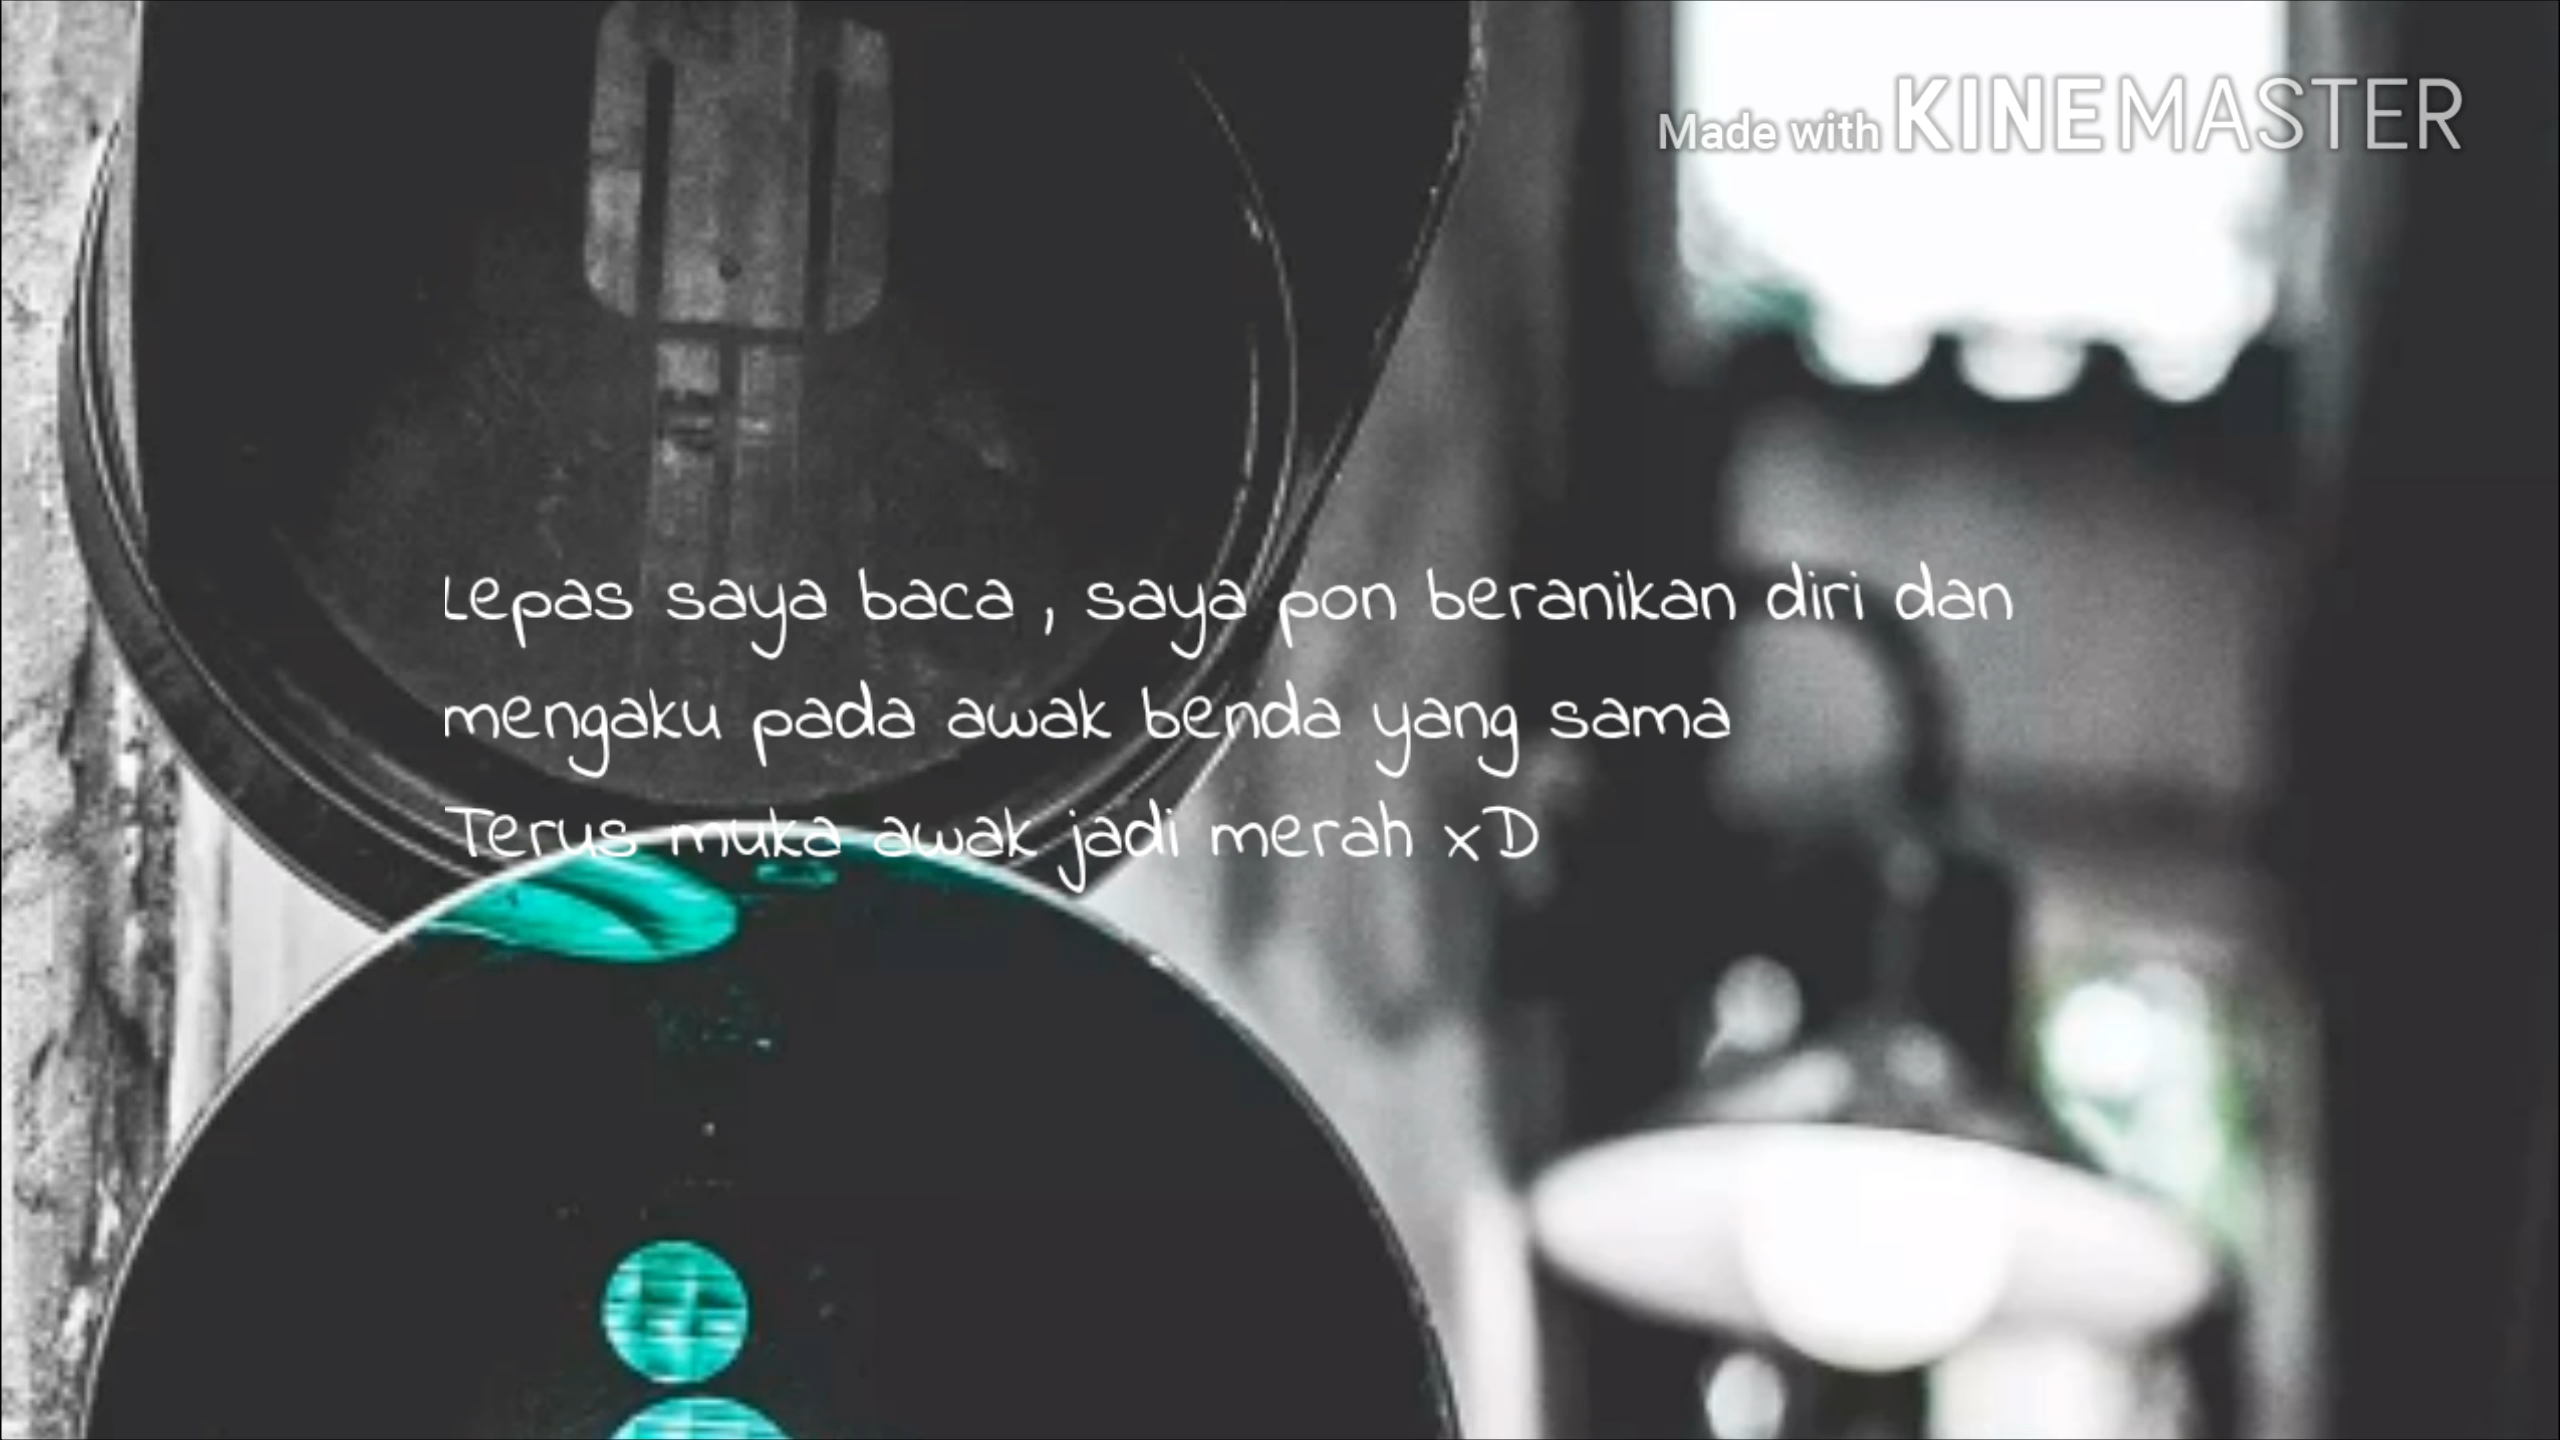 Made with KINEMASTER
Lepas saya baca , saya pon beranikan diri dan
mengaku pada awak benda yang sama
Terus muka awak jadi merah xD